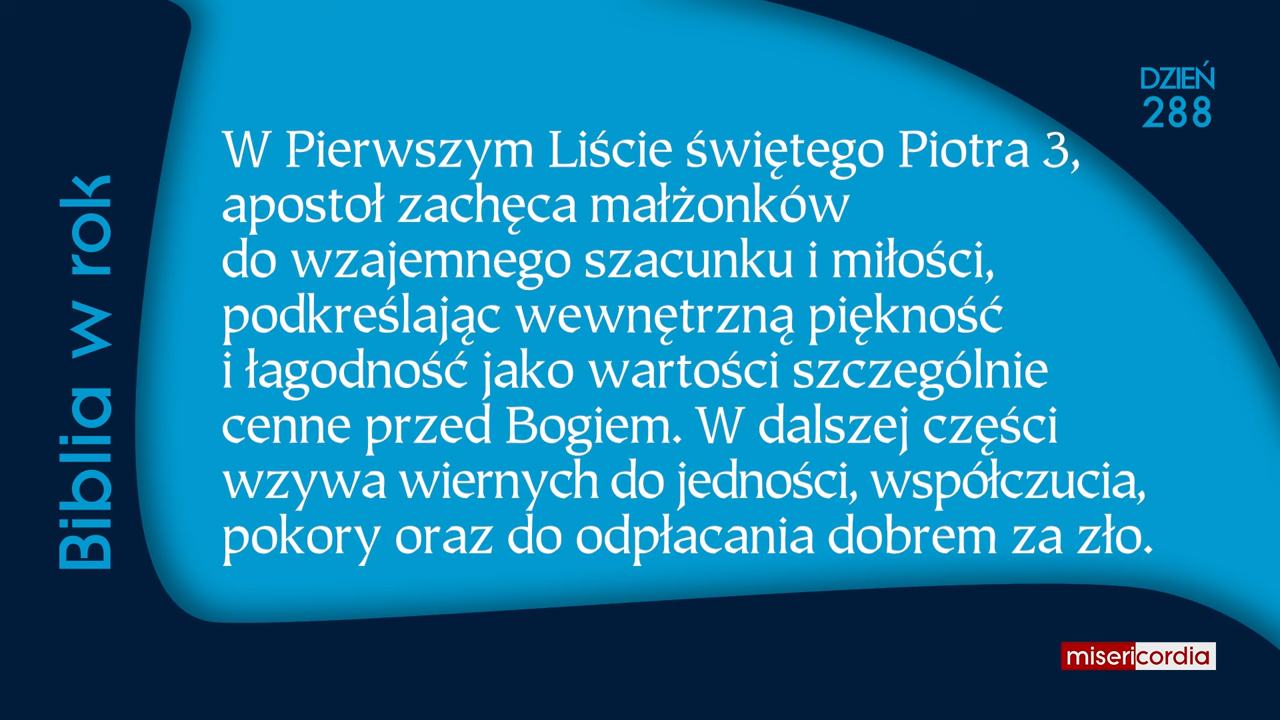 DZIEŃ
288
W Pierwszym Liście świętego Piotra 3,
apostoł zachęca małżonków
do wzajemnego szacunku i miłości,
podkreślając wewnętrzną piękność
i łagodność jako wartości szczególnie
cenne przed Bogiem. W dalszej części
wzywa wiernych do jedności, współczucia,
pokory oraz do odpłacania dobrem za zło.
Biblia w rok
misericordia